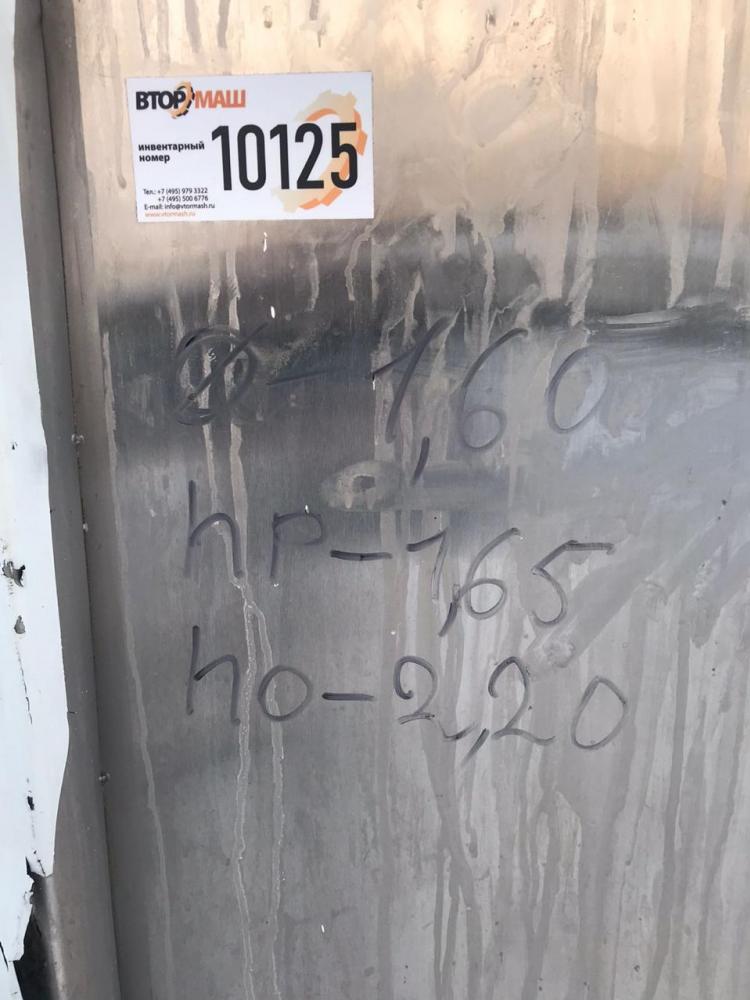 ВТОРМАШ
инвентарный
номер
10125
Тел.: +7 (495) 979 3322
+7 (495) 500 6776
E-mail: info@vtormash.ru
www.vtormash.ru
Ø - 1,60
hр - 1,65
hо - 2,20